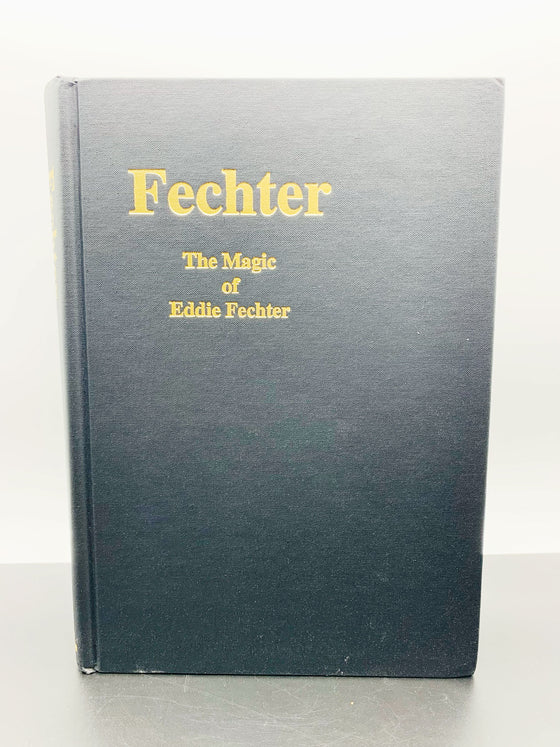 Fechter
The Magic
of
Eddie Fechter